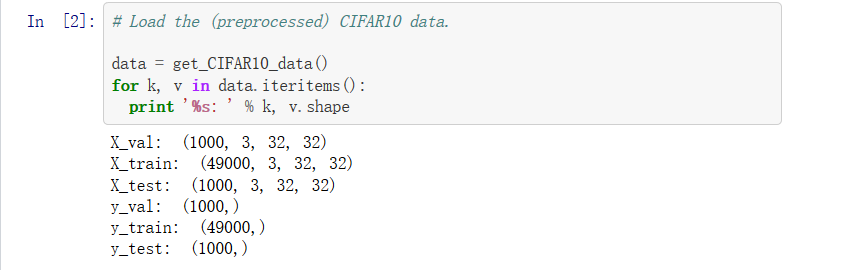 In [2]: # Load the (preprocessed) CIFAR10 data.
data = get_CIFAR10_data()
for k, v in data.iteritems():
  print '%s: ' % k, v.shape
X_val:  (1000, 3, 32, 32)
X_train:  (49000, 3, 32, 32)
X_test:  (1000, 3, 32, 32)
y_val:  (1000,)
y_train:  (49000,)
y_test:  (1000,)